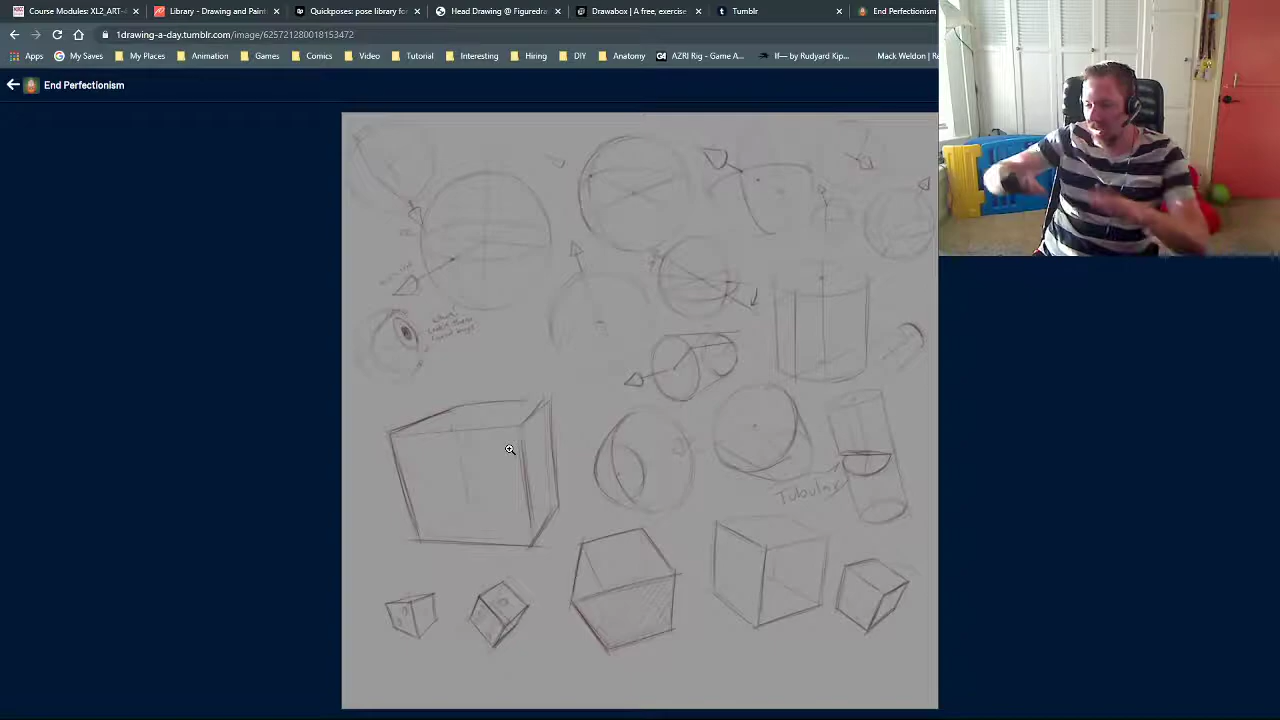 Course Modules: XL2_ART-
Library - Drawing and Paint
Quickposes: pose library for
Head Drawing @ Figuredra
Drawabox | A free, exercise
Tumblr
End Perfectionism
1drawing-a-day.tumblr.com/image/
Apps
My Saves
My Places
Animation
Games
Comics
Video
Tutorial
Interesting
Hiring
DIY
Anatomy
AZRI Rig - Game A...
If— by Rudyard Kip...
Mack Weldon | Re
End Perfectionism
Tubular